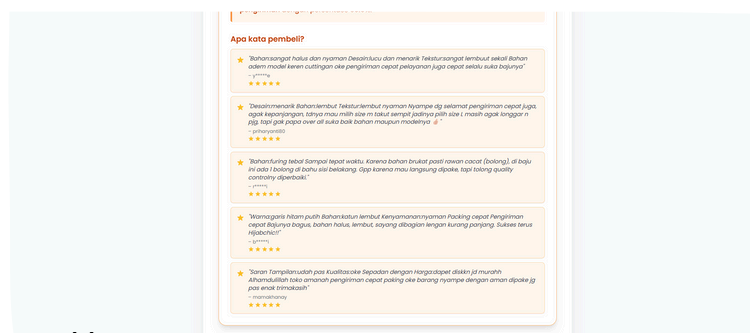 Apa kata pembeli?
"Bahan:sangat halus dan nyaman Desain:lucu dan menarik Tekstur:sangat lembuut sekali Bahan
adem model keren cuttingan oke pengiriman cepat pelayanan juga cepat selalu suka bajunya"
– y*****e
"Desain:menarik Bahan:lembut Tekstur:lembut nyaman Nyampe dg selamat pengiriman cepat juga,
agak kepanjangan, tdnya mau milih size m takut sempit jadinya pilih size L masih agak longgar n
pjg, tapi gak papa over all suka baik bahan maupun modelnya 👍🏻"
– prihanyanti80
"Bahan:furing tebal Sampai tepat waktu. Karena bahan brukat pasti rawan cacat (bolong), di baju
ini ada 1 bolong di bahu sisi belakang. Gpp karena mau langsung dipake, tapi tolong quality
controlny diperbaiki."
"Warna:garis hitam putih Bahan:katun lembut Kenyamanan:nyaman Packing cepat Pengiriman
cepat Bajunya bagus, bahan halus, lembut, sayang dibagian lengan kurang panjang. Sukses terus
Hijabchic!!"
– b*****i
"Saran Tampilan:udah pas Kualitas:oke Sepadan dengan Harga:dapet diskkn jd murahh
Alhamdulillah toko amanah pengiriman cepat paking oke barang nyampe dengan aman dipake jg
pas enak trimakasih"
– mamakhanay